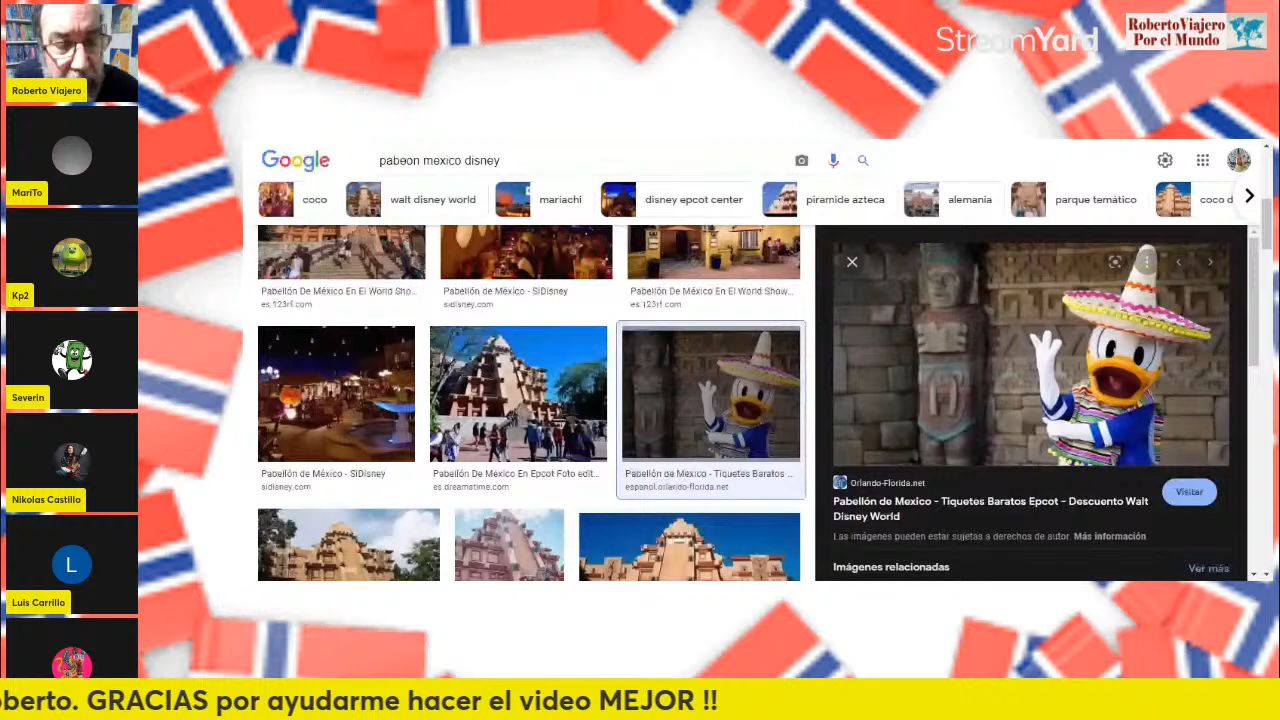 StreamYard
RobertoViajero
Por el Mundo
Roberto Viajero
MariTo
Kp2
Severin
Nikolas Castillo
L
Luis Carrillo
Google
pabeon mexico disney
coco
walt disney world
mariachi
disney epcot center
piramide azteca
alemania
parque temático
coco d
Pabellón De México En El World Sho...
es.123rf.com
Pabellón de México - SiDisney
sidisney.com
Pabellón De México En El World Show...
es.123rf.com
Pabellón de México - SiDisney
sidisney.com
Pabellón De México En Epcot Foto edit...
es.dreamstime.com
Pabellón de México - Tiquetes Baratos ...
espanol.orlando-florida.net
Orlando-Florida.net
Pabellón de Mexico - Tiquetes Baratos Epcot - Descuento Walt
Disney World
Visitar
Las imágenes pueden estar sujetas a derechos de autor. Más información
Imágenes relacionadas
Ver más
oberto. GRACIAS por ayudarme hacer el video MEJOR !!